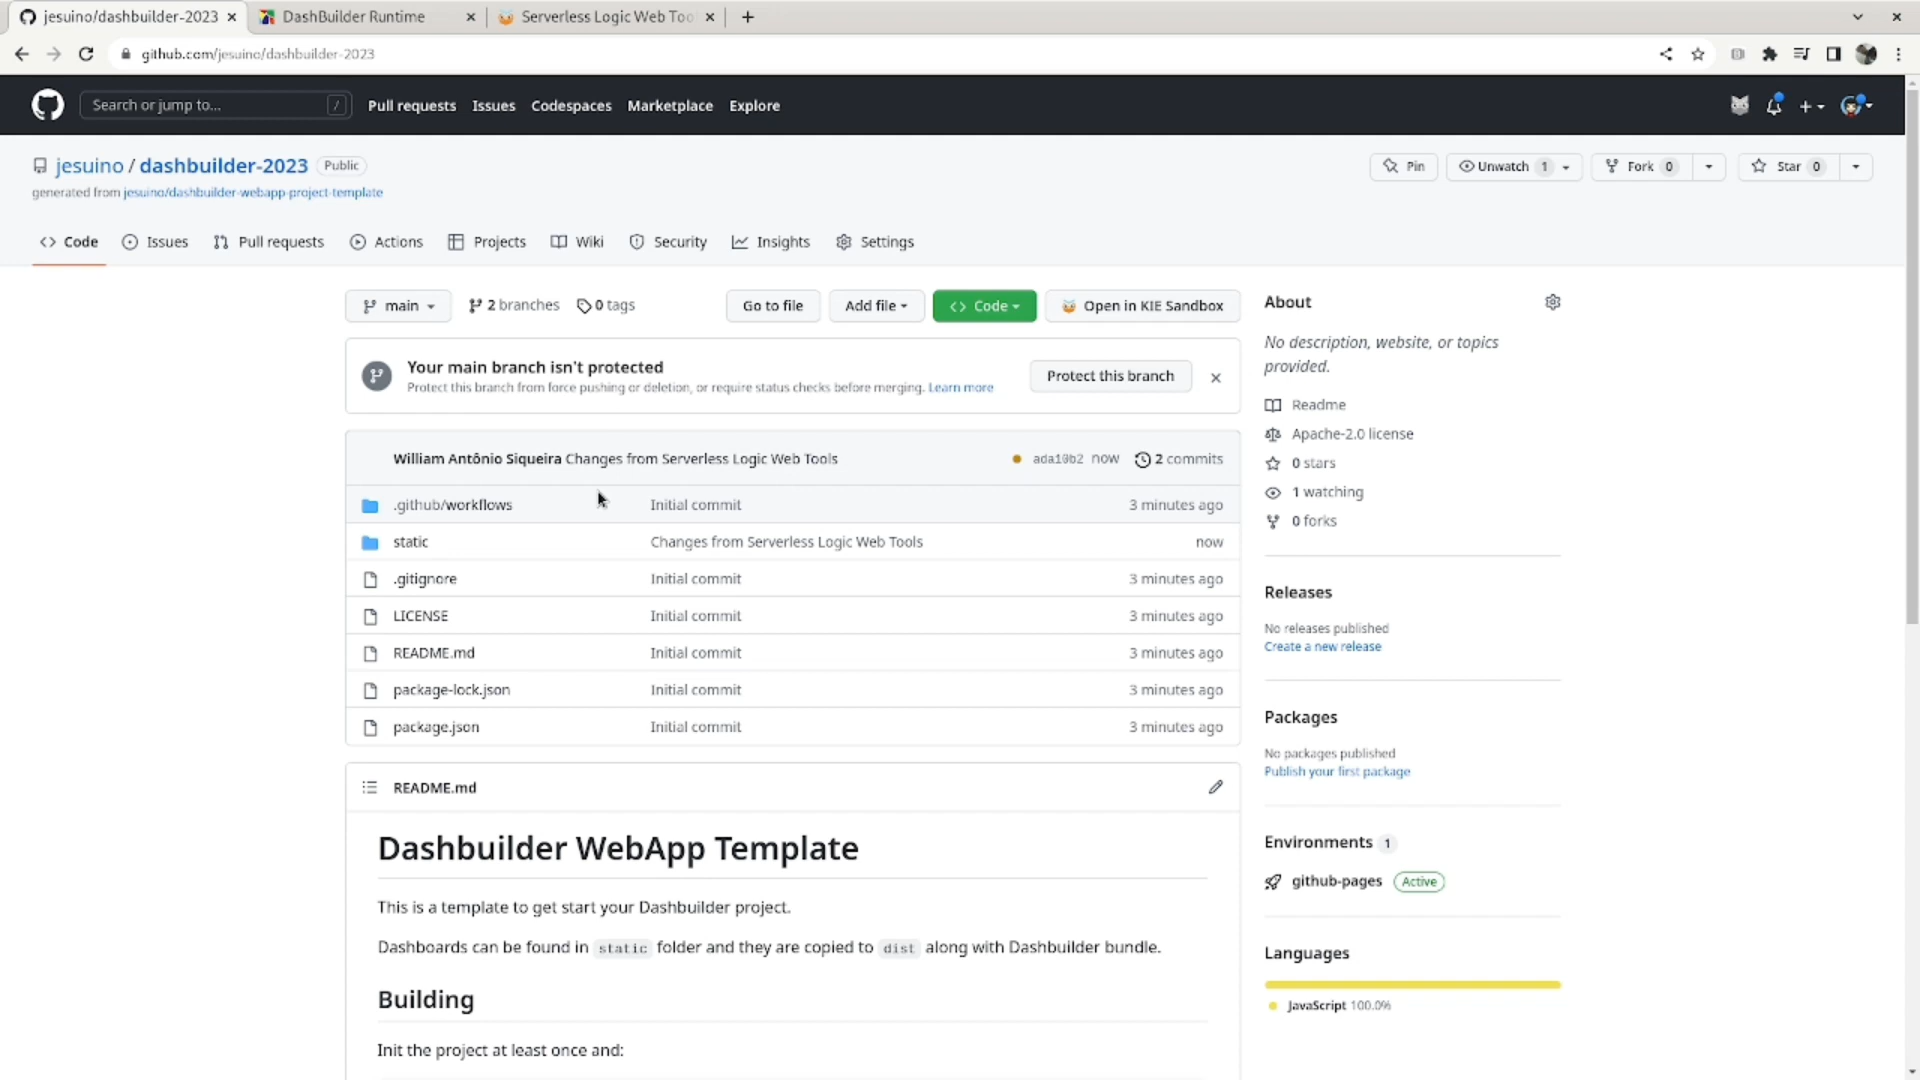 jesuino/dashbuilder-2023
DashBuilder Runtime
Serverless Logic Web Too
github.com/jesuino/dashbuilder-2023
Search or jump to... /
Pull requests Issues Codespaces Marketplace Explore
jesuino / dashbuilder-2023 Public
Pin Unwatch 1 Fork 0 Star 0
generated from jesuino/dashbuilder-webapp-project-template
Code Issues Pull requests Actions Projects Wiki Security Insights Settings
main 2 branches 0 tags Go to file Add file Code Open in KIE Sandbox
Your main branch isn't protected
Protect this branch from force pushing or deletion, or require status checks before merging. Learn more
Protect this branch
William Antônio Siqueira Changes from Serverless Logic Web Tools ada10b2 now 2 commits
.github/workflows Initial commit 3 minutes ago
static Changes from Serverless Logic Web Tools now
.gitignore Initial commit 3 minutes ago
LICENSE Initial commit 3 minutes ago
README.md Initial commit 3 minutes ago
package-lock.json Initial commit 3 minutes ago
package.json Initial commit 3 minutes ago
README.md
Dashbuilder WebApp Template
This is a template to get start your Dashbuilder project.
Dashboards can be found in static folder and they are copied to dist along with Dashbuilder bundle.
Building
Init the project at least once and:
About
No description, website, or topics
provided.
Readme
Apache-2.0 license
0 stars
1 watching
0 forks
Releases
No releases published
Create a new release
Packages
No packages published
Publish your first package
Environments 1
github-pages Active
Languages
JavaScript 100.0%